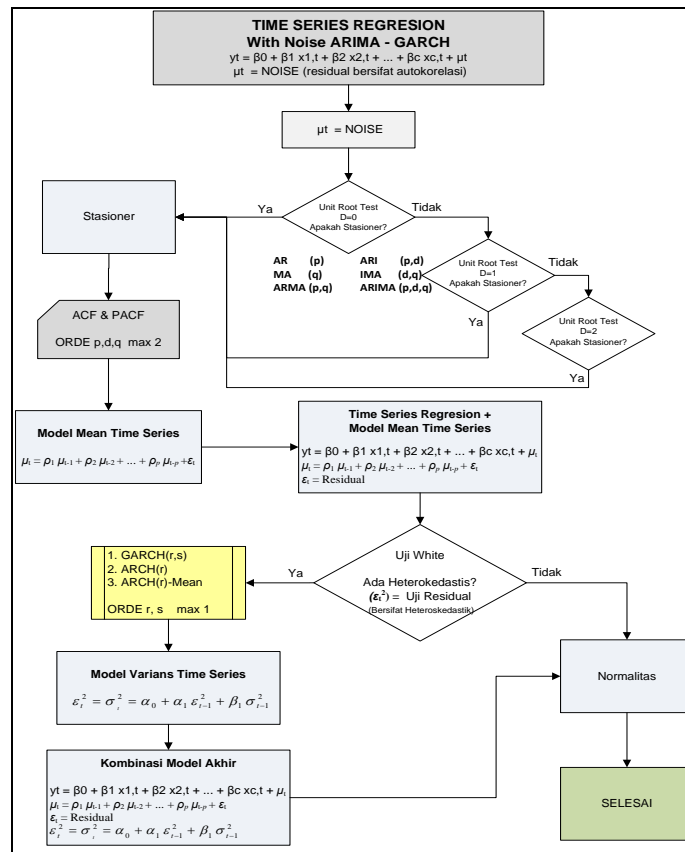 TIME SERIES REGRESION
With Noise ARIMA - GARCH
yt = β0 + β1 x1,t + β2 x2,t + ... + βc xc,t + μt
μt = NOISE (residual bersifat autokorelasi)
μt = NOISE
Stasioner
Ya
Unit Root Test
D=0
Apakah Stasioner?
Tidak
AR (p) ARI (p,d)
MA (q) IMA (d,q)
ARMA (p,q) ARIMA (p,d,q)
Unit Root Test
D=1
Apakah Stasioner?
Tidak
Ya
Unit Root Test
D=2
Apakah Stasioner?
Ya
ACF & PACF
ORDE p,d,q max 2
Model Mean Time Series
μt = ρ1 μt-1 + ρ2 μt-2 + ... + ρp μt-p +εt
Time Series Regresion +
Model Mean Time Series
yt = β0 + β1 x1,t + β2 x2,t + ... + βc xc,t + μt
μt = ρ1 μt-1 + ρ2 μt-2 + ... + ρp μt-p + εt
εt = Residual
1. GARCH(r,s)
2. ARCH(r)
3. ARCH(r)-Mean
ORDE r, s max 1
Ya
Uji White
Ada Heterokedastis?
(εt²) = Uji Residual
(Bersifat Heteroskedastik)
Tidak
Model Varians Time Series
εt² = σt² = α0 + α1 εt-1² + β1 σt-1²
Normalitas
Kombinasi Model Akhir
yt = β0 + β1 x1,t + β2 x2,t + ... + βc xc,t + μt
μt = ρ1 μt-1 + ρ2 μt-2 + ... + ρp μt-p + εt
εt = Residual
εt² = σt² = α0 + α1 εt-1² + β1 σt-1²
SELESAI